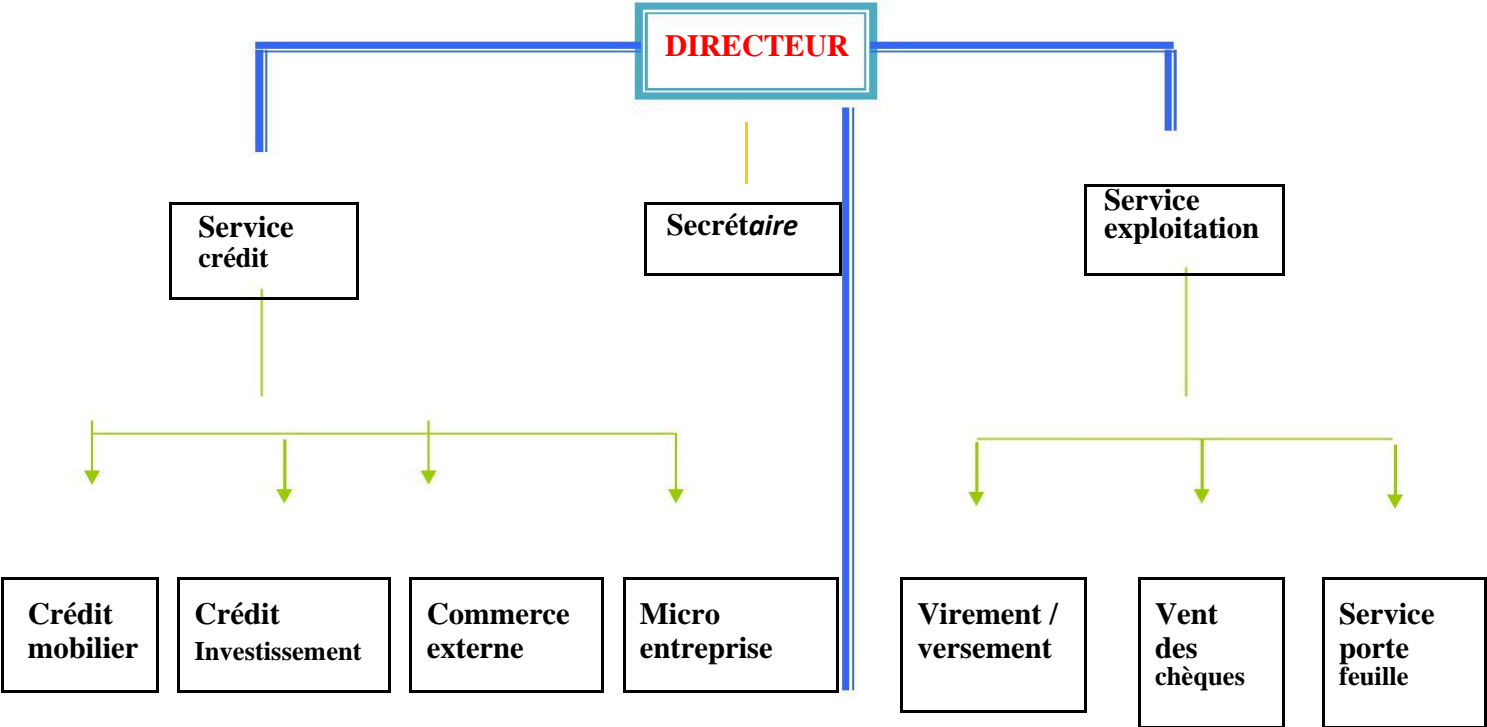 DIRECTEUR
Service
crédit
Secrétaire
Service
exploitation
Crédit
mobilier
Crédit
Investissement
Commerce
externe
Micro
entreprise
Virement /
versement
Vent
des
chèques
Service
porte
feuille